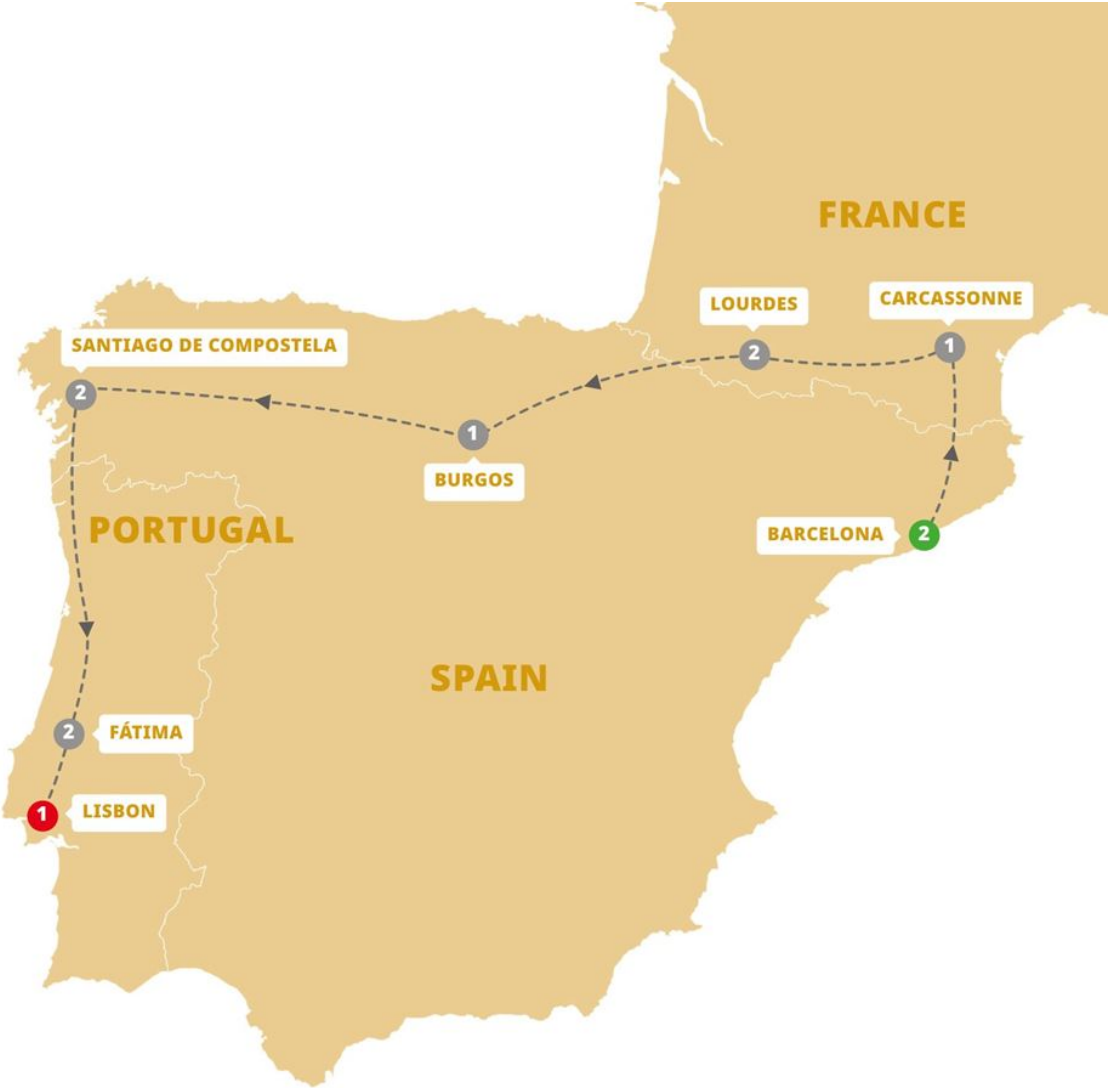 FRANCE
LOURDES
CARCASSONNE
2
1
SANTIAGO DE COMPOSTELA
2
1
BURGOS
PORTUGAL
BARCELONA
2
SPAIN
2
FÁTIMA
1
LISBON